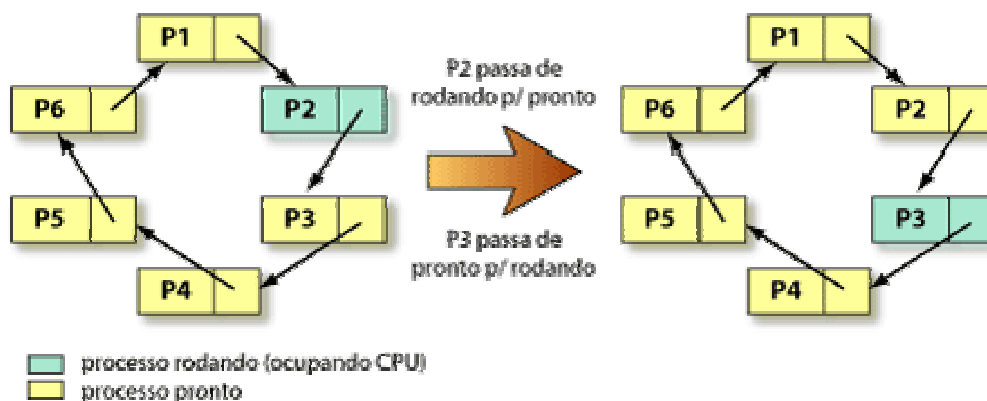 P1
P6
P2
P5
P3
P4
P2 passa de
rodando p/ pronto
P3 passa de
pronto p/ rodando
P1
P6
P2
P5
P3
P4
processo rodando (ocupando CPU)
processo pronto